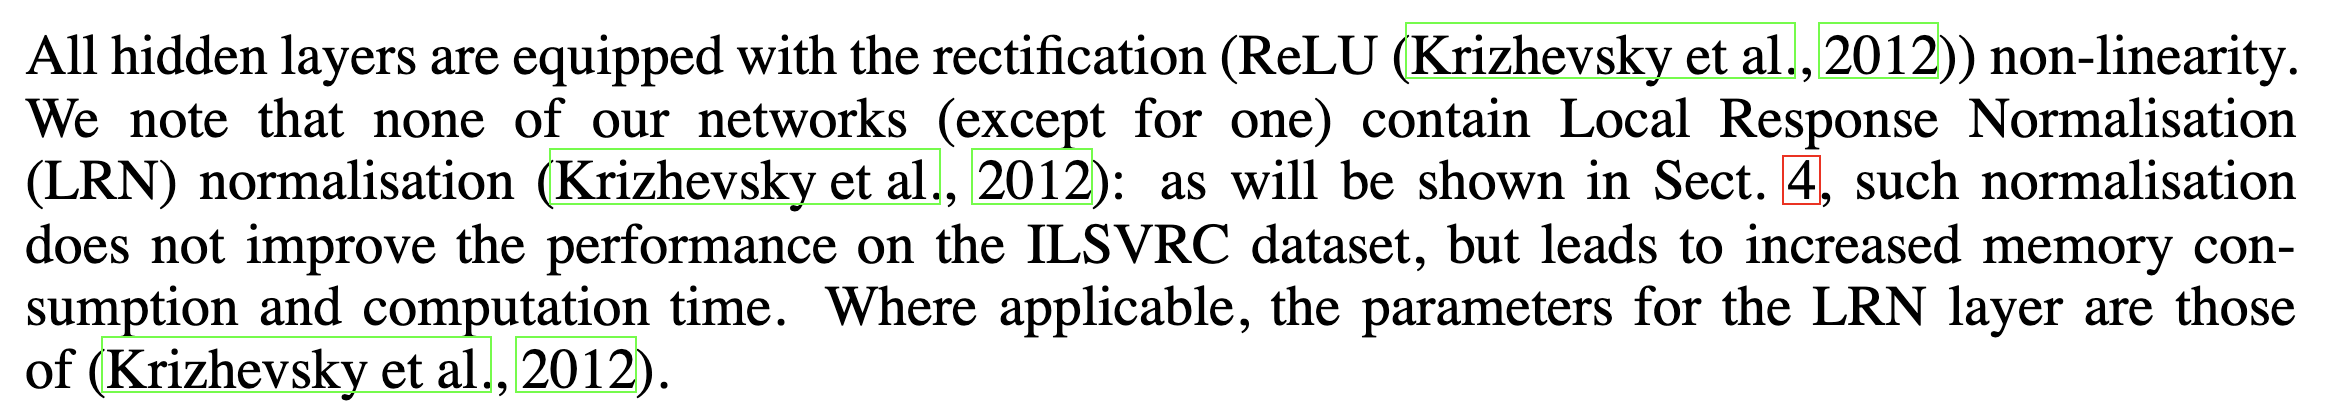 All hidden layers are equipped with the rectification (ReLU (Krizhevsky et al., 2012)) non-linearity.
We note that none of our networks (except for one) contain Local Response Normalisation
(LRN) normalisation (Krizhevsky et al., 2012): as will be shown in Sect. 4, such normalisation
does not improve the performance on the ILSVRC dataset, but leads to increased memory con-
sumption and computation time. Where applicable, the parameters for the LRN layer are those
of (Krizhevsky et al., 2012).